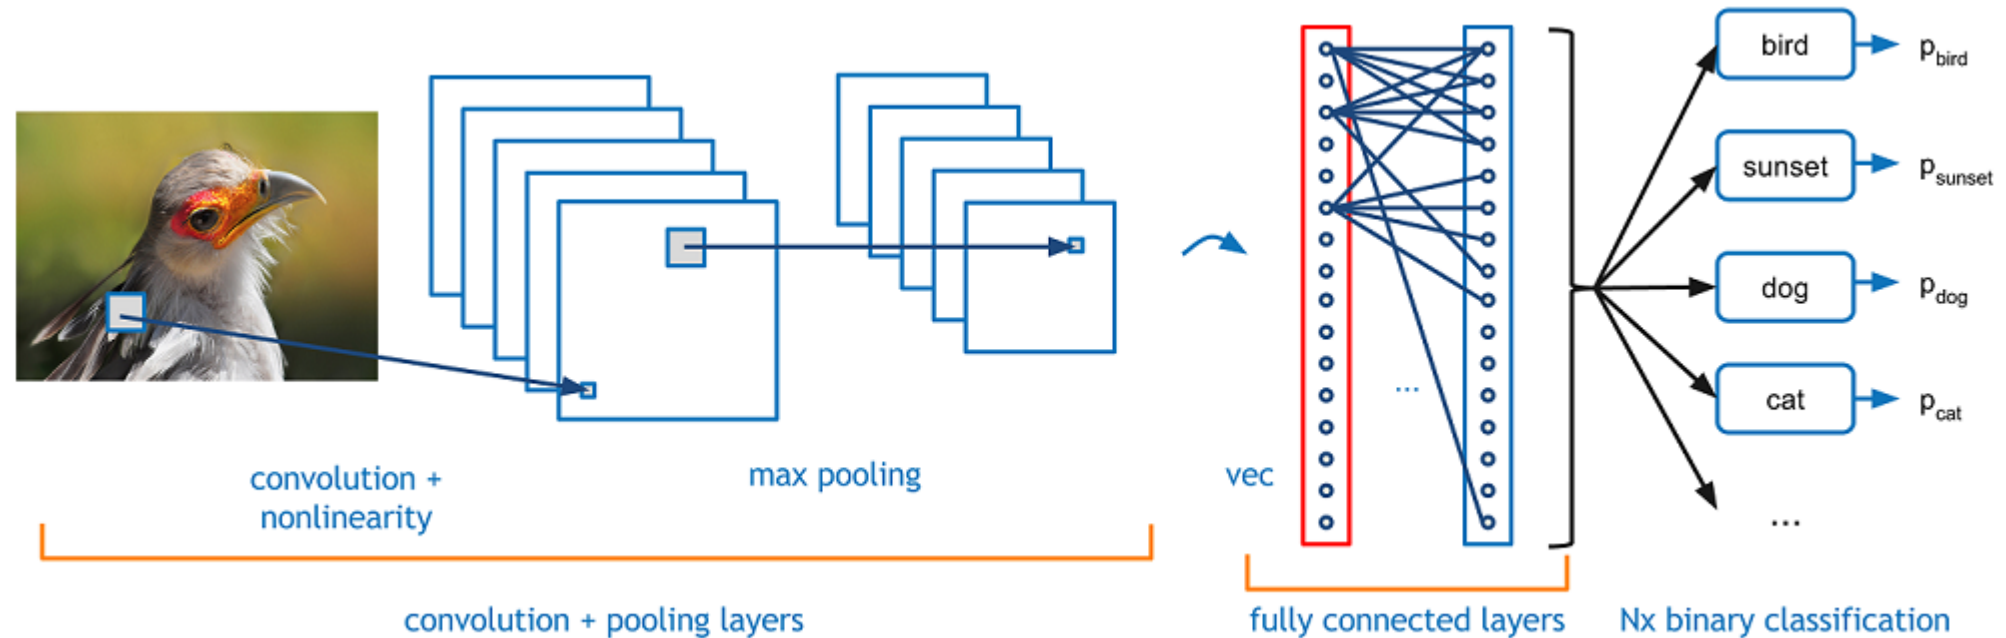 bird
p_bird
sunset
p_sunset
dog
p_dog
cat
p_cat
...
...
convolution +
nonlinearity
max pooling
vec
convolution + pooling layers
fully connected layers
Nx binary classification